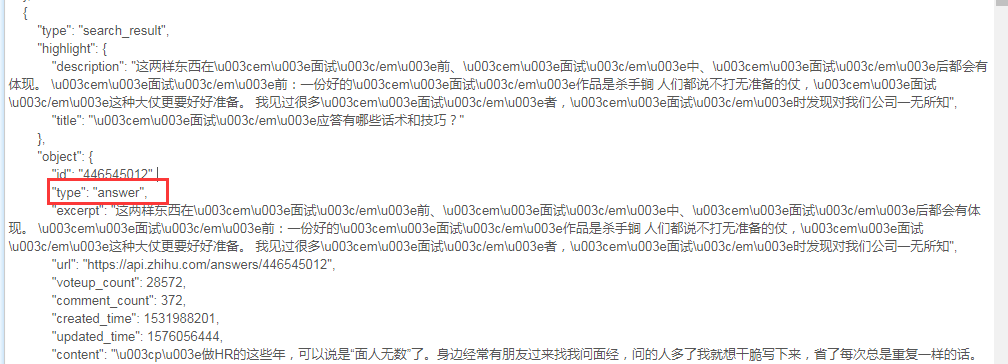 {
"type": "search_result",
"highlight": {
"description": "这两样东西在\u003cem\u003e面试\u003c/em\u003e前、\u003cem\u003e面试\u003c/em\u003e中、\u003cem\u003e面试\u003c/em\u003e后都会有
体现。 \u003cem\u003e面试\u003c/em\u003e前：一份好的\u003cem\u003e面试\u003c/em\u003e作品是杀手锏 人们都说不打无准备的仗，\u003cem\u003e面试
\u003c/em\u003e这种大仗更要好好准备。 我见过很多\u003cem\u003e面试\u003c/em\u003e者，\u003cem\u003e面试\u003c/em\u003e时发现对我们公司一无所知",
"title": "\u003cem\u003e面试\u003c/em\u003e应答有哪些话术和技巧？"
},
"object": {
"id": "446545012",
"type": "answer",
"excerpt": "这两样东西在\u003cem\u003e面试\u003c/em\u003e前、\u003cem\u003e面试\u003c/em\u003e中、\u003cem\u003e面试\u003c/em\u003e后都会有体
现。 \u003cem\u003e面试\u003c/em\u003e前：一份好的\u003cem\u003e面试\u003c/em\u003e作品是杀手锏 人们都说不打无准备的仗，\u003cem\u003e面试
\u003c/em\u003e这种大仗更要好好准备。 我见过很多\u003cem\u003e面试\u003c/em\u003e者，\u003cem\u003e面试\u003c/em\u003e时发现对我们公司一无所知",
"url": "https://api.zhihu.com/answers/446545012",
"voteup_count": 28572,
"comment_count": 372,
"created_time": 1531988201,
"updated_time": 1576056444,
"content": "\u003cp\u003e做HR的这些年，可以说是“面人无数”了。身边经常有朋友过来找我问面经，问的人多了我就想干脆写下来，省了每次总是重复一样的话。